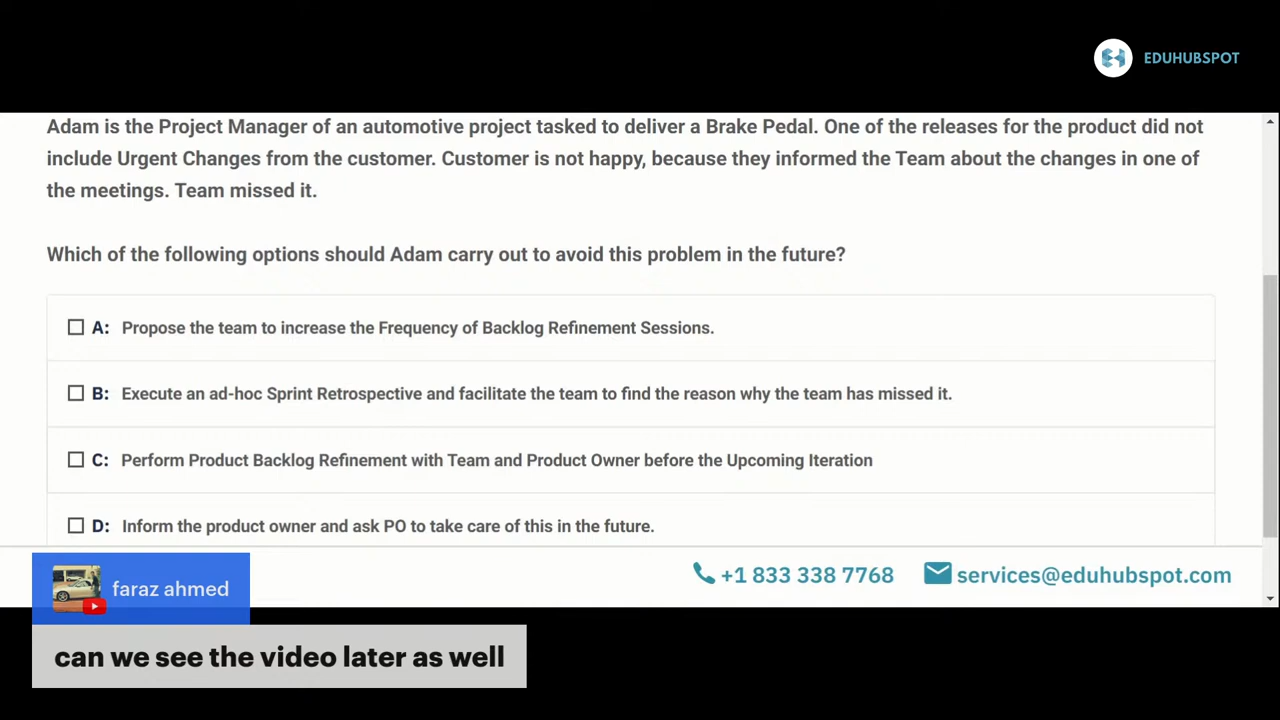 EDUHUBSPOT
Adam is the Project Manager of an automotive project tasked to deliver a Brake Pedal. One of the releases for the product did not
include Urgent Changes from the customer. Customer is not happy, because they informed the Team about the changes in one of
the meetings. Team missed it.
Which of the following options should Adam carry out to avoid this problem in the future?
A: Propose the team to increase the Frequency of Backlog Refinement Sessions.
B: Execute an ad-hoc Sprint Retrospective and facilitate the team to find the reason why the team has missed it.
C: Perform Product Backlog Refinement with Team and Product Owner before the Upcoming Iteration
D: Inform the product owner and ask PO to take care of this in the future.
+1 833 338 7768 services@eduhubspot.com
faraz ahmed
can we see the video later as well